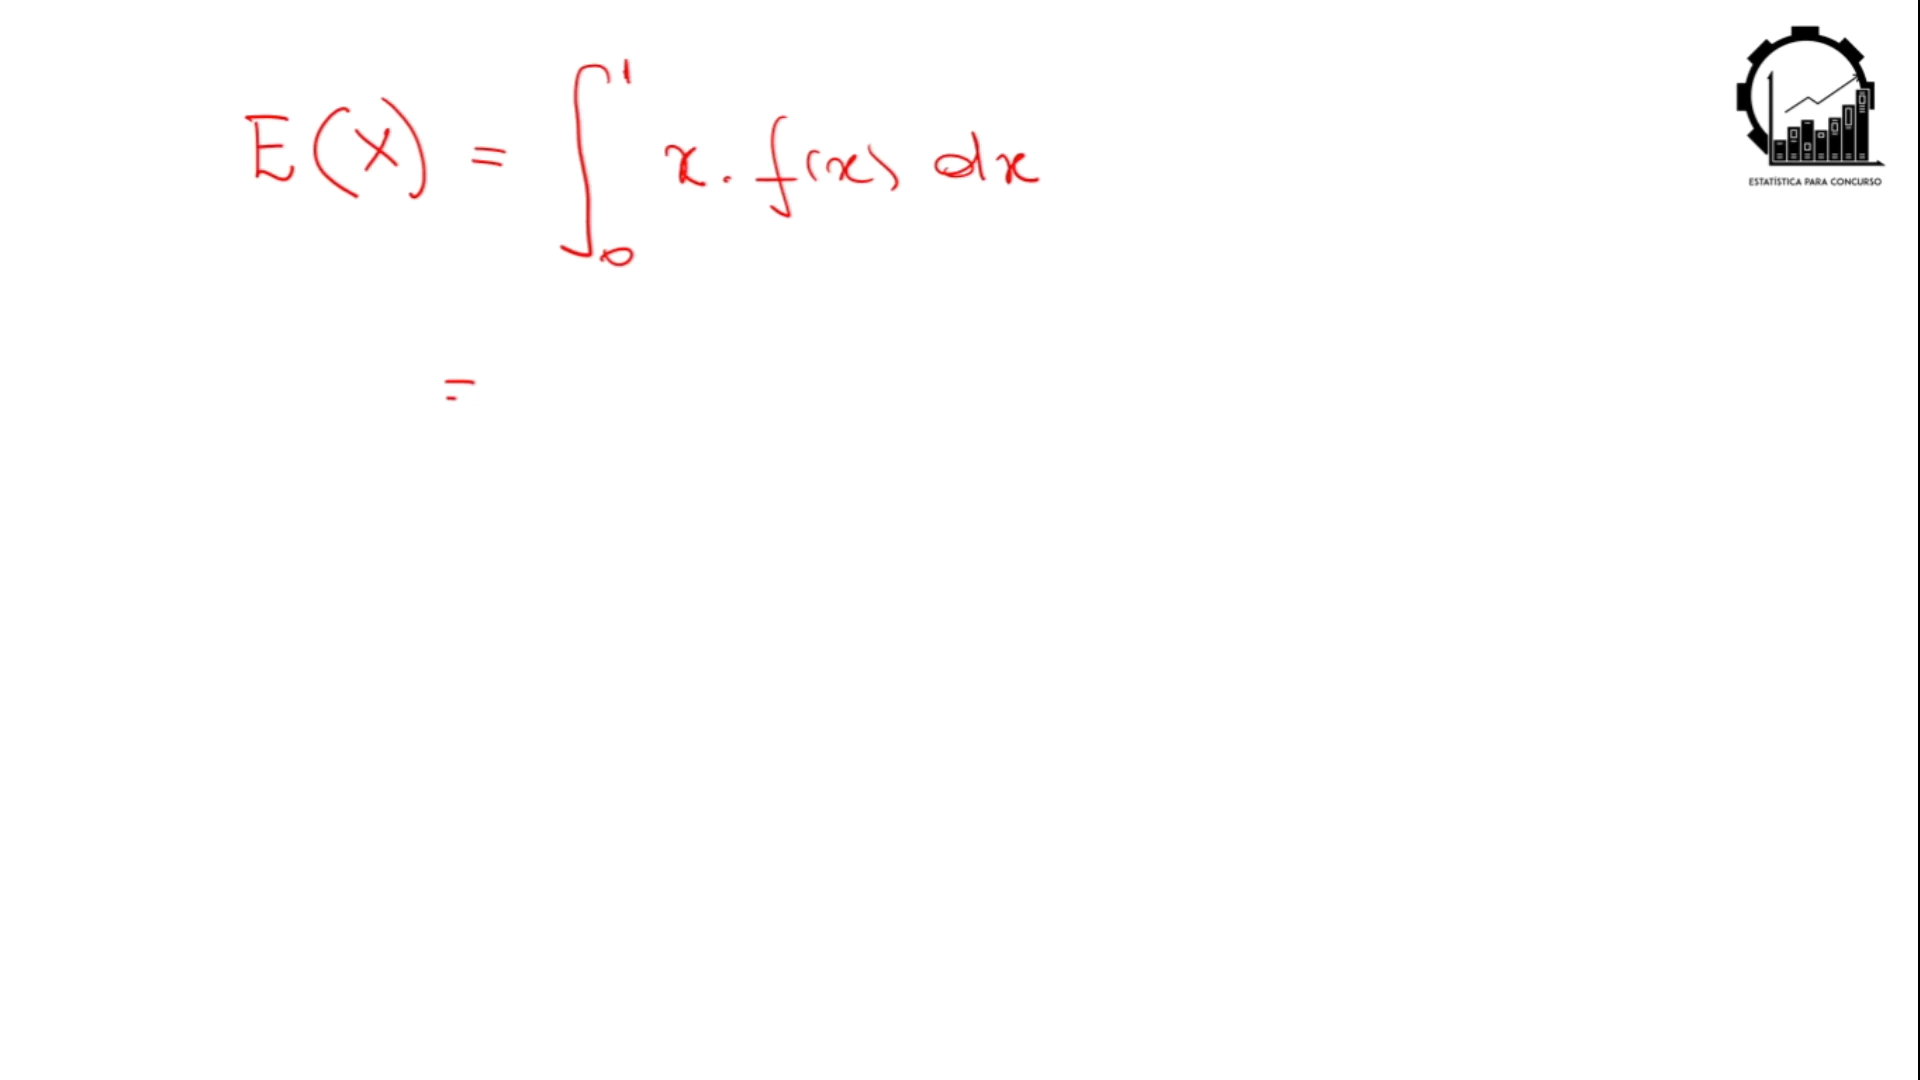 E(X) = ∫₀¹ x . f(x) dx
=
ESTATÍSTICA PARA CONCURSO